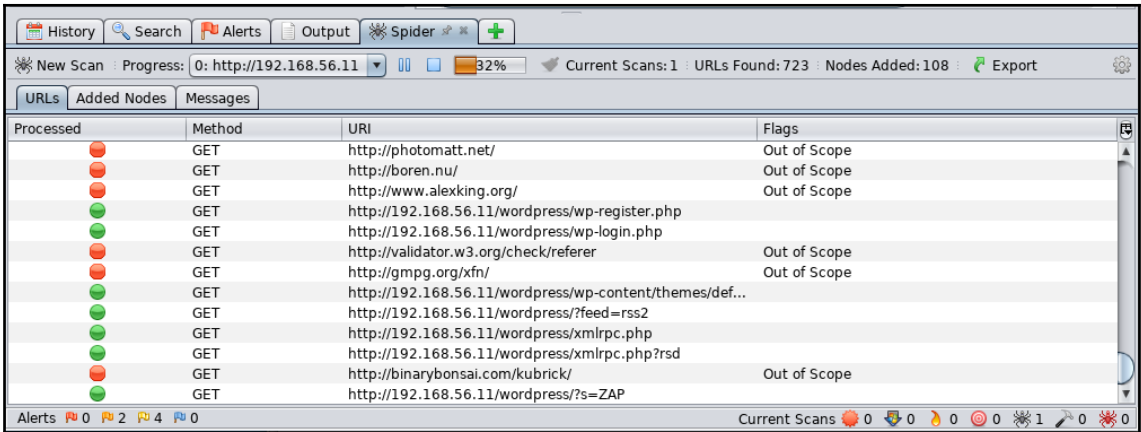 History Search Alerts Output Spider
New Scan Progress: 0: http://192.168.56.11 32% Current Scans: 1 URLs Found: 723 Nodes Added: 108 Export
URLs Added Nodes Messages
Processed Method URI Flags
GET http://photomatt.net/ Out of Scope
GET http://boren.nu/ Out of Scope
GET http://www.alexking.org/ Out of Scope
GET http://192.168.56.11/wordpress/wp-register.php
GET http://192.168.56.11/wordpress/wp-login.php
GET http://validator.w3.org/check/referer Out of Scope
GET http://gmpg.org/xfn/ Out of Scope
GET http://192.168.56.11/wordpress/wp-content/themes/def...
GET http://192.168.56.11/wordpress/?feed=rss2
GET http://192.168.56.11/wordpress/xmlrpc.php
GET http://192.168.56.11/wordpress/xmlrpc.php?rsd
GET http://binarybonsai.com/kubrick/ Out of Scope
GET http://192.168.56.11/wordpress/?s=ZAP
Alerts 0 2 4 0 Current Scans 0 0 0 0 1 0 0